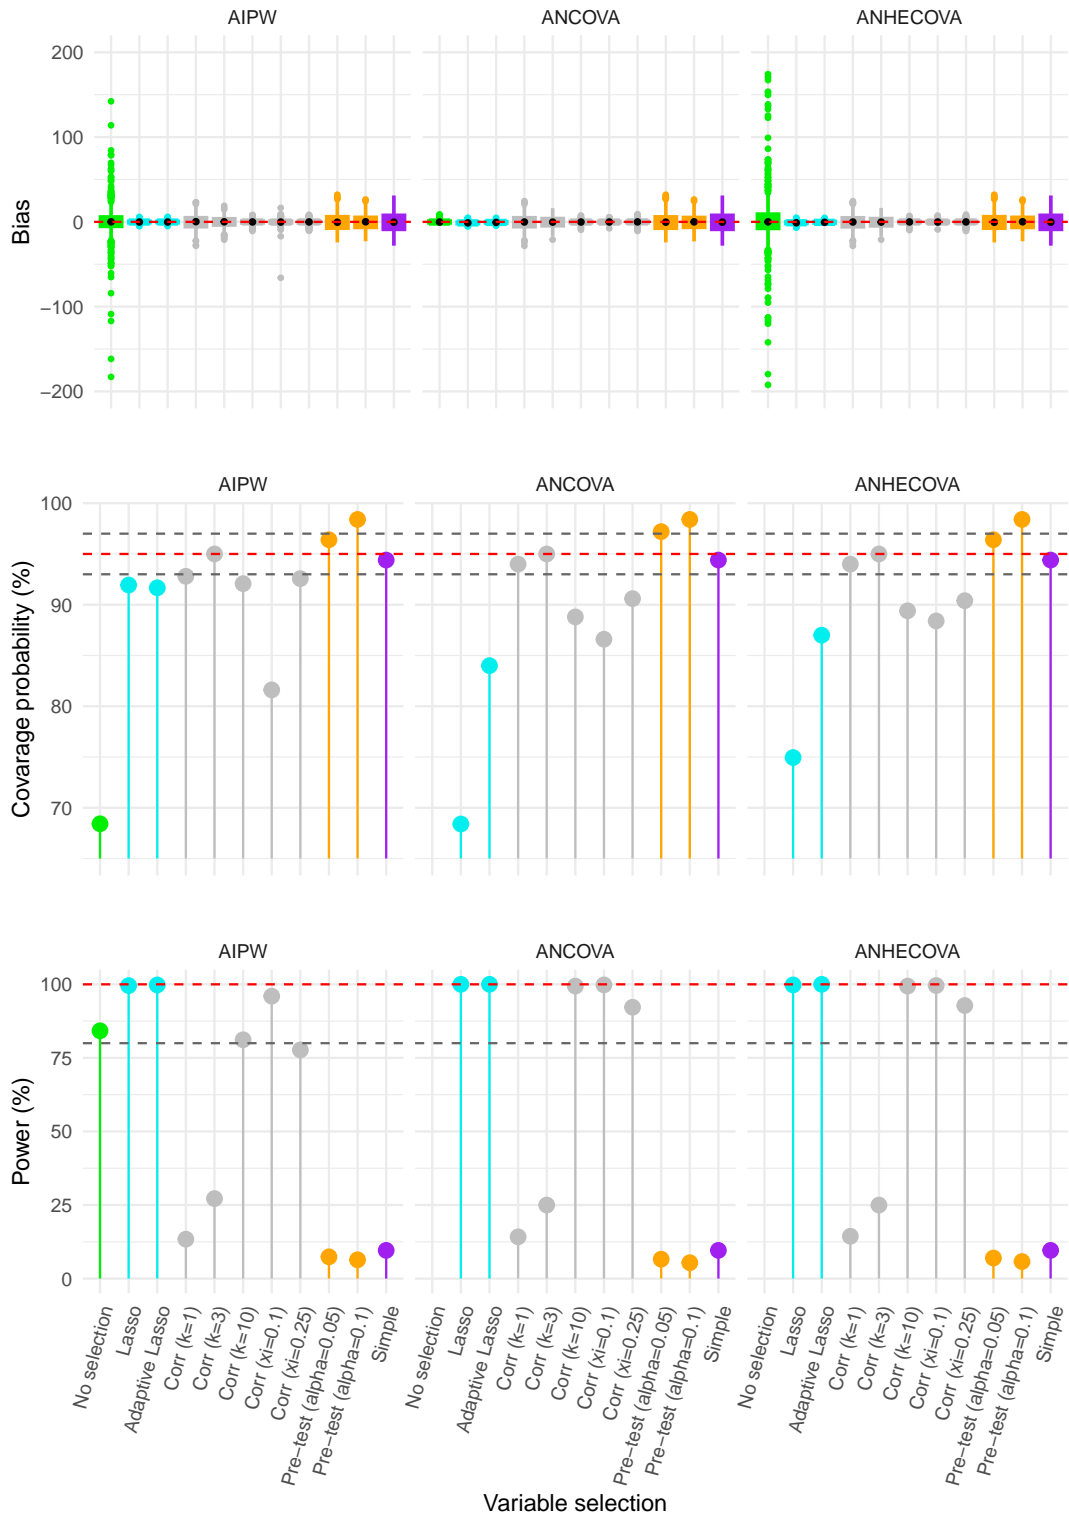 AIPW ANCOVA ANHECOVA
200
100
0
−100
−200
Bias
AIPW ANCOVA ANHECOVA
100
90
80
70
Covarage probability (%)
AIPW ANCOVA ANHECOVA
100
75
50
25
0
Power (%)
No selection
Lasso
Adaptive Lasso
Corr (k=1)
Corr (k=3)
Corr (k=10)
Corr (xi=0.1)
Corr (xi=0.25)
Pre−test (alpha=0.05)
Pre−test (alpha=0.1)
Simple
No selection
Lasso
Adaptive Lasso
Corr (k=1)
Corr (k=3)
Corr (k=10)
Corr (xi=0.1)
Corr (xi=0.25)
Pre−test (alpha=0.05)
Pre−test (alpha=0.1)
Simple
No selection
Lasso
Adaptive Lasso
Corr (k=1)
Corr (k=3)
Corr (k=10)
Corr (xi=0.1)
Corr (xi=0.25)
Pre−test (alpha=0.05)
Pre−test (alpha=0.1)
Simple
Variable selection